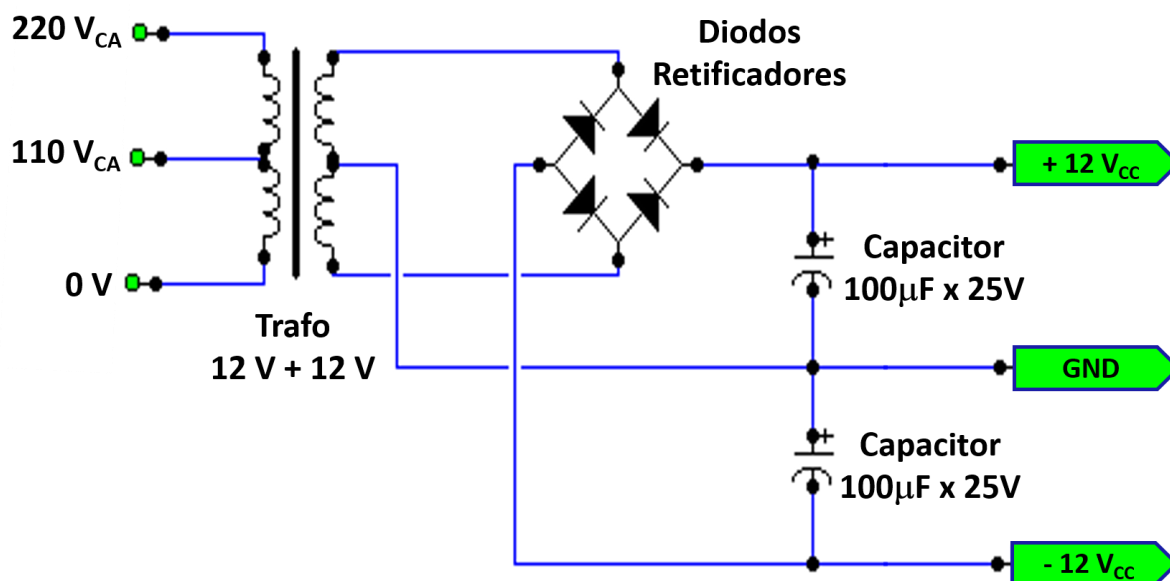 220 VCA
Diodos
Retificadores
110 VCA
+ 12 VCC
+
Capacitor
100μF x 25V
0 V
Trafo
12 V + 12 V
GND
+
Capacitor
100μF x 25V
- 12 VCC